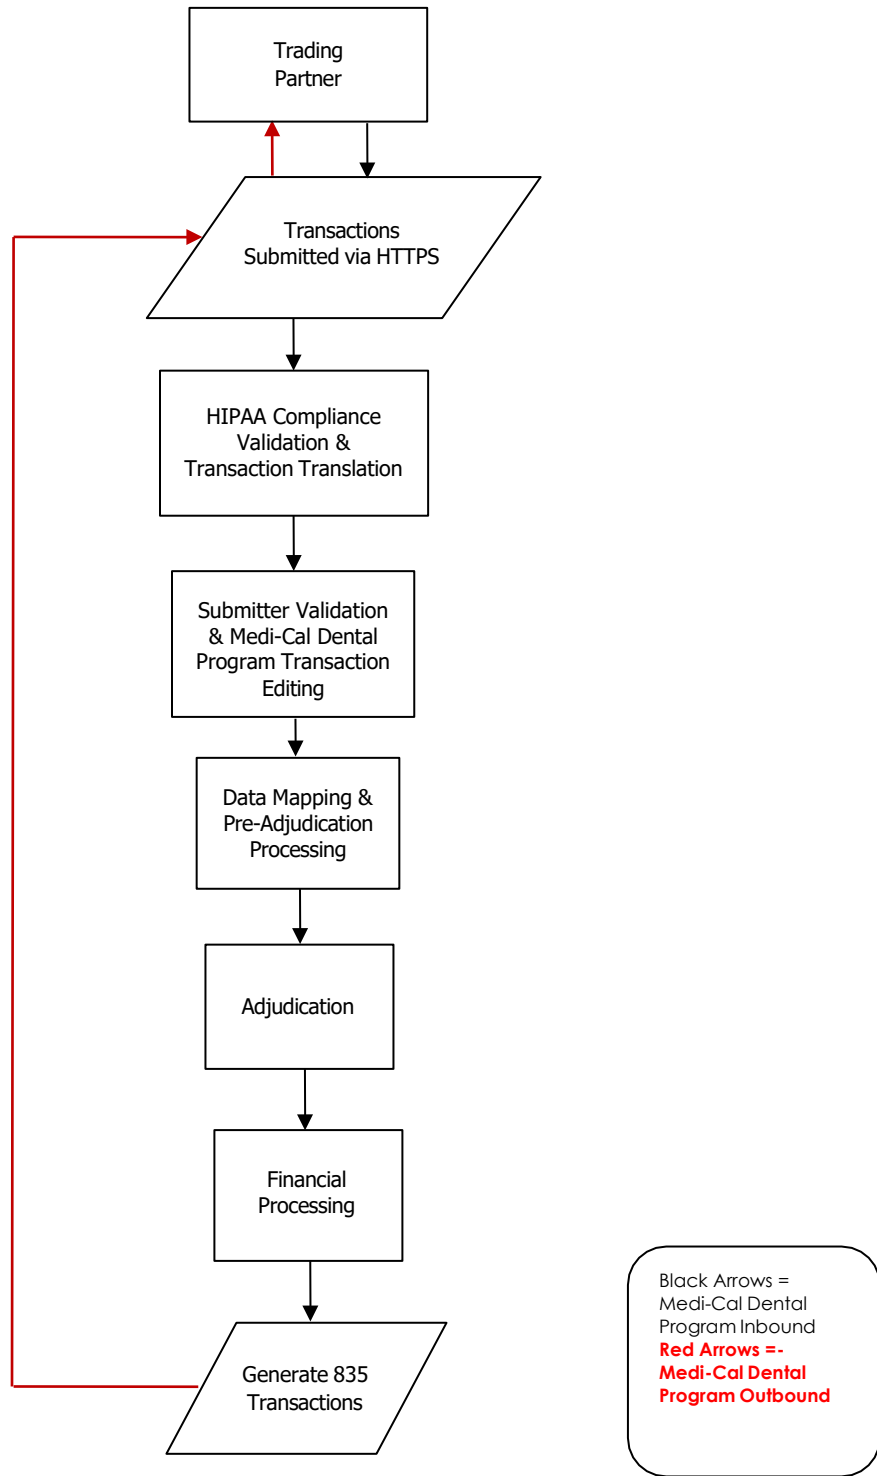 Trading
Partner
Transactions
Submitted via HTTPS
HIPAA Compliance
Validation &
Transaction Translation
Submitter Validation
& Medi-Cal Dental
Program Transaction
Editing
Data Mapping &
Pre-Adjudication
Processing
Adjudication
Financial
Processing
Generate 835
Transactions
Black Arrows =
Medi-Cal Dental
Program Inbound
Red Arrows =-
Medi-Cal Dental
Program Outbound